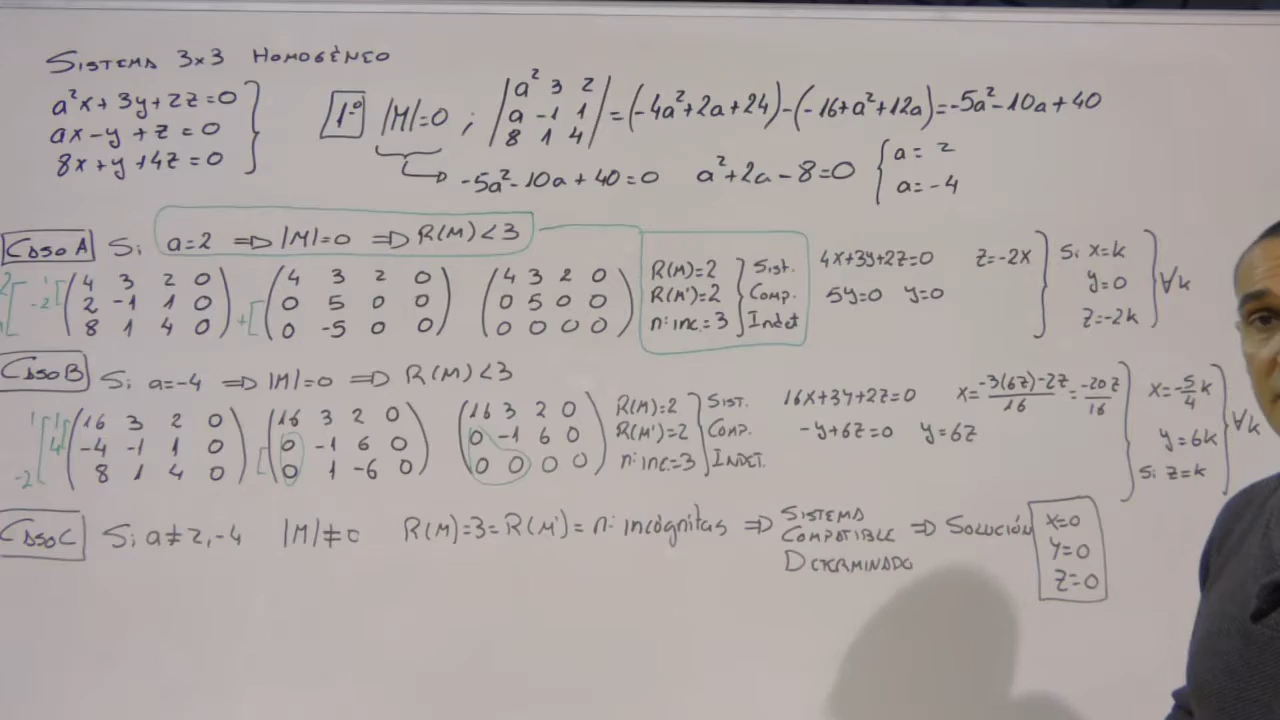 SISTEMA 3x3 HOMOGÉNEO
a²x+3y+2z=0
ax-y+z=0
8x+y+4z=0
1º |M|=0 ; |a² 3 2| =(-4a²+2a+24)-(-16+a²+12a)=-5a²-10a+40
|a -1 1|
|8 1 4|
-5a²-10a+40=0 a²+2a-8=0 { a=2
a=-4
CASO A Si a=2 ⇒ |M|=0 ⇒ R(M)<3
2 1 -1 -2
(4 3 2 0) (4 3 2 0) (4 3 2 0)
(2 -1 1 0) + (0 5 0 0) (0 5 0 0)
(8 1 4 0) (0 -5 0 0) (0 0 0 0)
R(M)=2 } Sist.
R(M')=2 } Comp.
nº inc.=3 } Indet
4x+3y+2z=0 z=-2x
5y=0 y=0
Si x=k
y=0
z=-2k
∀k
CASO B Si a=-4 ⇒ |M|=0 ⇒ R(M)<3
1 1 4 -2
(16 3 2 0) (16 3 2 0) (16 3 2 0)
(-4 -1 1 0) (0 -1 6 0) (0 -1 6 0)
(8 1 4 0) (0 1 -6 0) (0 0 0 0)
R(M)=2 } SIST.
R(M')=2 } COMP.
nº inc.=3 } INDET.
16x+3y+2z=0 x=-3(6z)-2z/16=-20z/16
-y+6z=0 y=6z
x=-5/4 k
y=6k
Si z=k
∀k
CASO C Si a≠2,-4 |M|≠0 R(M)=3=R(M')=nº incógnitas ⇒ SISTEMA
COMPATIBLE
DETERMINADO
⇒ SOLUCIÓN
x=0
y=0
z=0